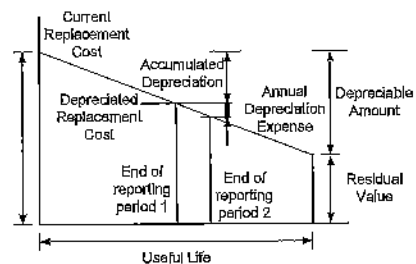 Current
Replacement
Cost
Accumulated
Depreciation
Depreciated
Replacement
Cost
Annual
Depreciation
Expense
Depreciable
Amount
End of
reporting
period 1
End of
reporting
period 2
Residual
Value
Useful Life